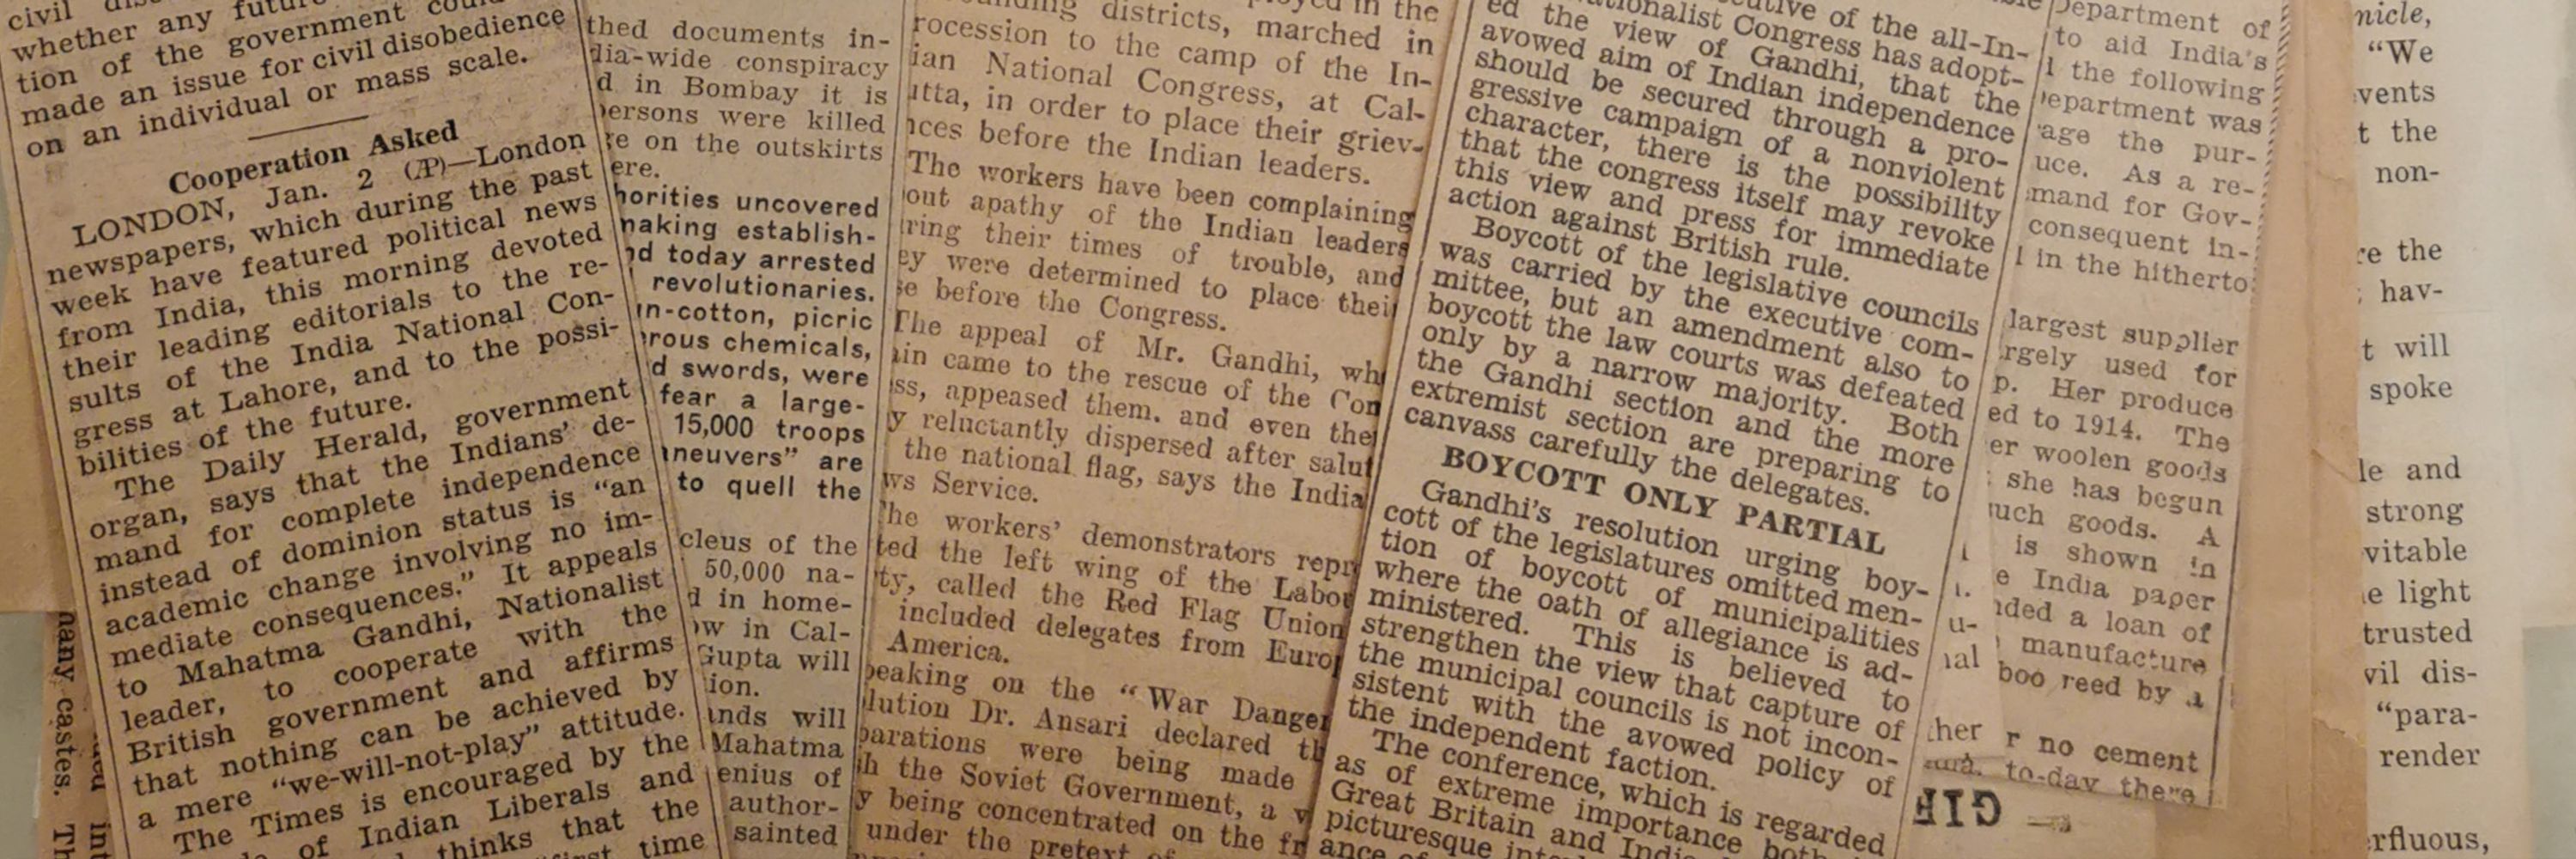 whether any
tion of the government
made an issue for civil disobedience
on an individual or mass scale.
Cooperation Asked
LONDON, Jan. 2 (AP)—London
newspapers, which during the past
week have featured political news
from India, this morning devoted
their leading editorials to the re-
sults of the India National Con-
gress at Lahore, and to the possi-
bilities of the future.
The Daily Herald, government
organ, says that the Indians' de-
mand for complete independence
instead of dominion status is "an
academic change involving no im-
mediate consequences." It appeals
to Mahatma Gandhi, Nationalist
leader, to cooperate with the
British government and affirms
that nothing can be achieved by
a mere "we-will-not-play" attitude.
The Times is encouraged by the
of Indian Liberals and
thinks that the
time
many castes.
documents in-
dia-wide conspiracy
in Bombay it is
persons were killed
on the outskirts
ere.
horities uncovered
making establish-
nd today arrested
revolutionaries.
n-cotton, picric
rous chemicals,
d swords, were
fear a large-
15,000 troops
neuvers" are
to quell the
cleus of the
50,000 na-
d in home-
ow in Cal-
Gupta will
ion.
ands will
Mahatma
enius of
author-
sainted
in the
districts, marched in
rocession to the camp of the In-
ian National Congress, at Cal-
utta, in order to place their griev-
nces before the Indian leaders.
The workers have been complaining
out apathy of the Indian leaders
ring their times of trouble, and
ey were determined to place their
se before the Congress.
The appeal of Mr. Gandhi, wh
in came to the rescue of the Con
ss, appeased them. and even the
y reluctantly dispersed after salut
the national flag, says the India
ws Service.
The workers' demonstrators repr
ted the left wing of the Labor
ty, called the Red Flag Union
included delegates from Europ
America.
peaking on the "War Danger
lution Dr. Ansari declared th
parations were being made
h the Soviet Government, a w
y being concentrated on the fr
under the pretext of
of the all-In-
Nationalist Congress has adopt-
ed the view of Gandhi, that the
avowed aim of Indian independence
should be secured through a pro-
gressive campaign of a nonviolent
character, there is the possibility
that the congress itself may revoke
this view and press for immediate
action against British rule.
Boycott of the legislative councils
was carried by the executive com-
mittee, but an amendment also to
boycott the law courts was defeated
only by a narrow majority. Both
the Gandhi section and the more
extremist section are preparing to
canvass carefully the delegates.
BOYCOTT ONLY PARTIAL
Gandhi's resolution urging boy-
cott of the legislatures omitted men-
tion of boycott of municipalities
where the oath of allegiance is ad-
ministered. This is believed to
strengthen the view that capture of
the municipal councils is not incon-
sistent with the avowed policy of
the independent faction.
The conference, which is regarded
as of extreme importance both
Great Britain and India
picturesque
Department of
to aid India's
the following
epartment was
age the pur-
uce. As a re-
mand for Gov-
consequent in-
in the hitherto
largest supplier
rgely used for
p. Her produce
ed to 1914. The
er woolen goods
she has begun
such goods. A
is shown in
e India paper
nded a loan of
manufacture
boo reed by a
r no cement
to-day there
u-
nal
ther
GIF
nicle,
"We
vents
t the
non-
re the
hav-
t will
spoke
le and
strong
vitable
e light
trusted
vil dis-
"para-
render
rfluous,